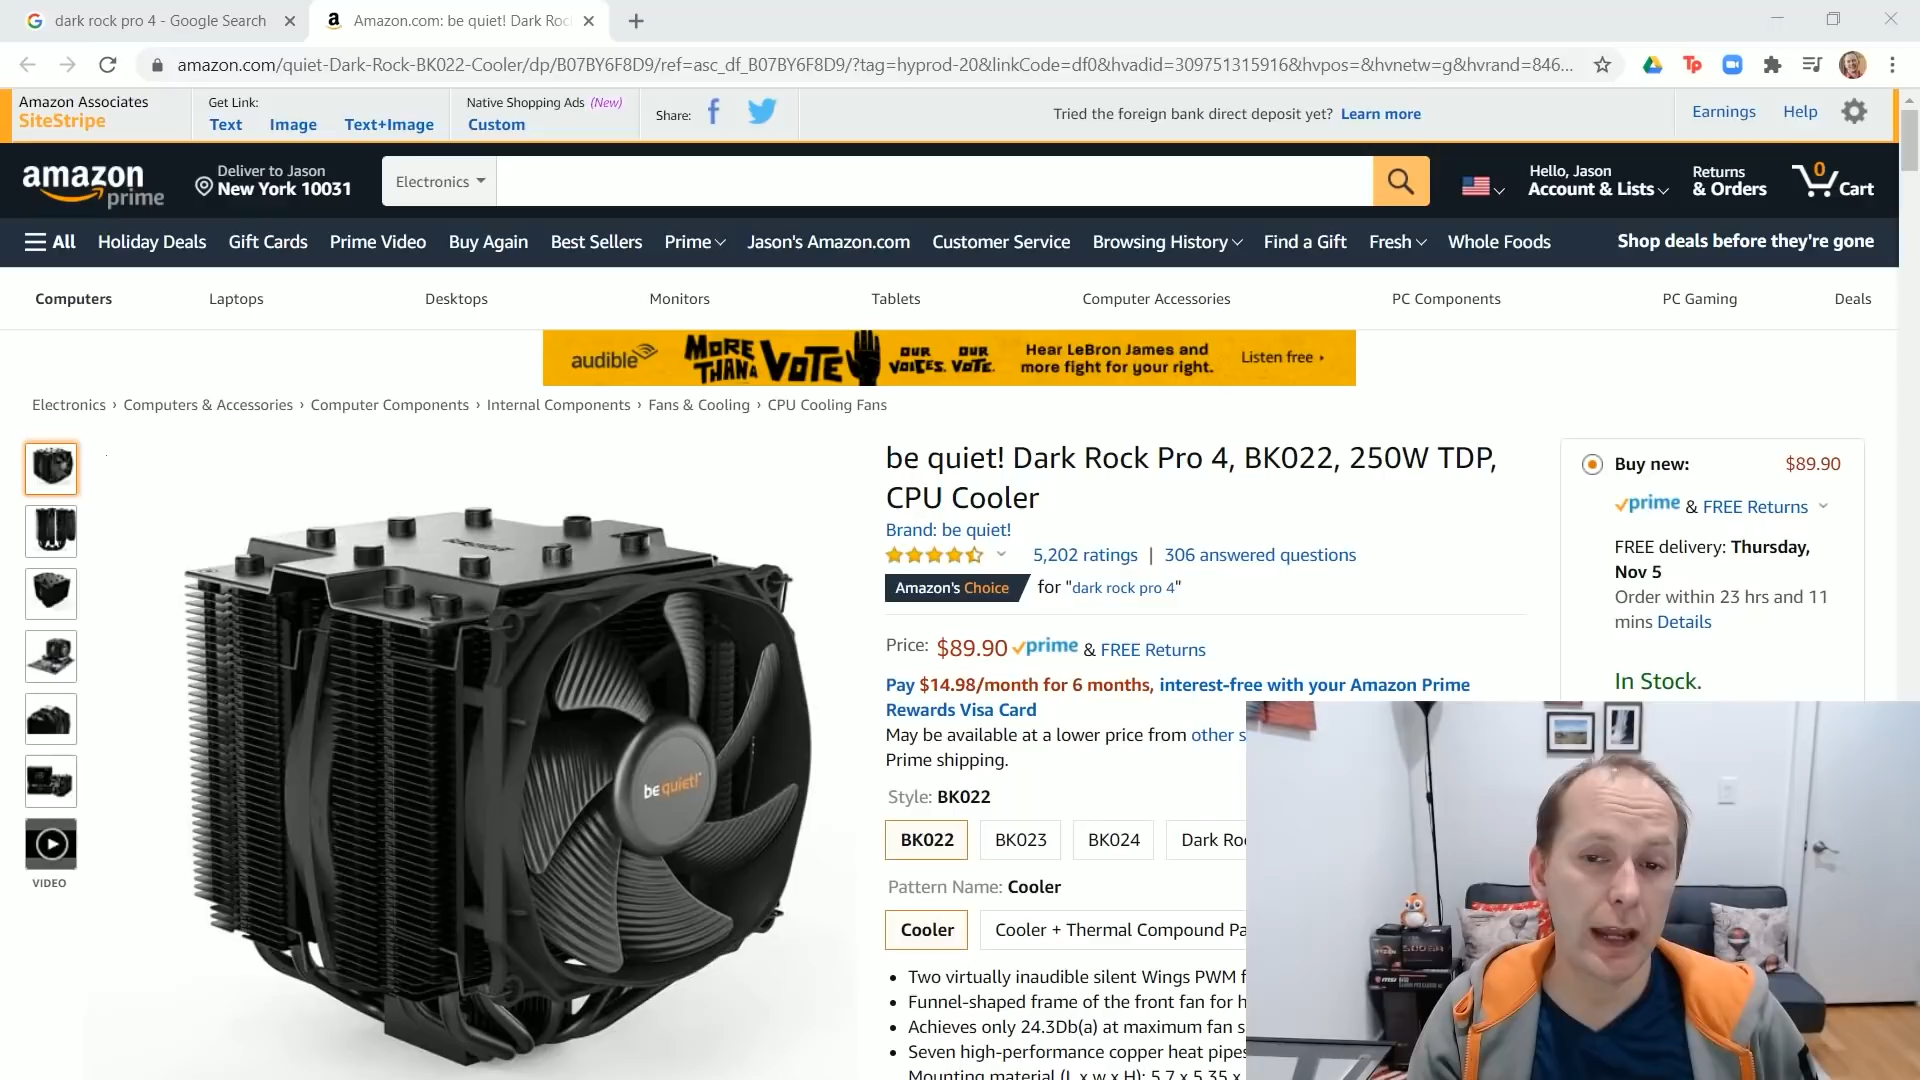 dark rock pro 4 - Google Search
Amazon.com: be quiet! Dark Roc
amazon.com/quiet-Dark-Rock-BK022-Cooler/dp/B07BY6F8D9/ref=asc_df_B07BY6F8D9/?tag=hyprod-20&linkCode=df0&hvadid=309751315916&hvpos=&hvnetw=g&hvrand=846...
Amazon Associates
SiteStripe
Get Link:
Text Image Text+Image
Native Shopping Ads (New)
Custom
Share:
Tried the foreign bank direct deposit yet? Learn more
Earnings Help
amazon prime
Deliver to Jason
New York 10031
Electronics
Hello, Jason
Account & Lists
Returns
& Orders
0
Cart
All Holiday Deals Gift Cards Prime Video Buy Again Best Sellers Prime Jason's Amazon.com Customer Service Browsing History Find a Gift Fresh Whole Foods Shop deals before they're gone
Computers Laptops Desktops Monitors Tablets Computer Accessories PC Components PC Gaming Deals
audible
MORE THAN A VOTE
OUR VOICES. OUR VOTE.
Hear LeBron James and
more fight for your right.
Listen free ›
Electronics › Computers & Accessories › Computer Components › Internal Components › Fans & Cooling › CPU Cooling Fans
VIDEO
be quiet!
be quiet! Dark Rock Pro 4, BK022, 250W TDP,
CPU Cooler
Brand: be quiet!
5,202 ratings | 306 answered questions
Amazon's Choice for "dark rock pro 4"
Price: $89.90 prime & FREE Returns
Pay $14.98/month for 6 months, interest-free with your Amazon Prime
Rewards Visa Card
May be available at a lower price from other s
Prime shipping.
Style: BK022
BK022 BK023 BK024 Dark Ro
Pattern Name: Cooler
Cooler Cooler + Thermal Compound Pa
• Two virtually inaudible silent Wings PWM f
• Funnel-shaped frame of the front fan for h
• Achieves only 24.3Db(a) at maximum fan s
• Seven high-performance copper heat pipes
Mounting material (L x w x H): 5.7 x 5.35 x
Buy new: $89.90
prime & FREE Returns
FREE delivery: Thursday,
Nov 5
Order within 23 hrs and 11
mins Details
In Stock.